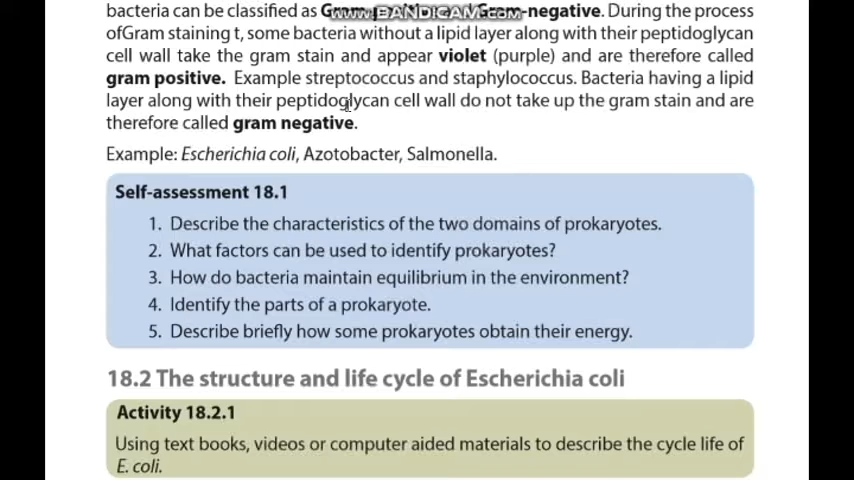 bacteria can be classified as Gram-positive and Gram-negative. During the process
www.BANDICAM.com
ofGram staining t, some bacteria without a lipid layer along with their peptidoglycan
cell wall take the gram stain and appear violet (purple) and are therefore called
gram positive. Example streptococcus and staphylococcus. Bacteria having a lipid
layer along with their peptidoglycan cell wall do not take up the gram stain and are
therefore called gram negative.
Example: Escherichia coli, Azotobacter, Salmonella.
Self-assessment 18.1
1. Describe the characteristics of the two domains of prokaryotes.
2. What factors can be used to identify prokaryotes?
3. How do bacteria maintain equilibrium in the environment?
4. Identify the parts of a prokaryote.
5. Describe briefly how some prokaryotes obtain their energy.
18.2 The structure and life cycle of Escherichia coli
Activity 18.2.1
Using text books, videos or computer aided materials to describe the cycle life of
E. coli.